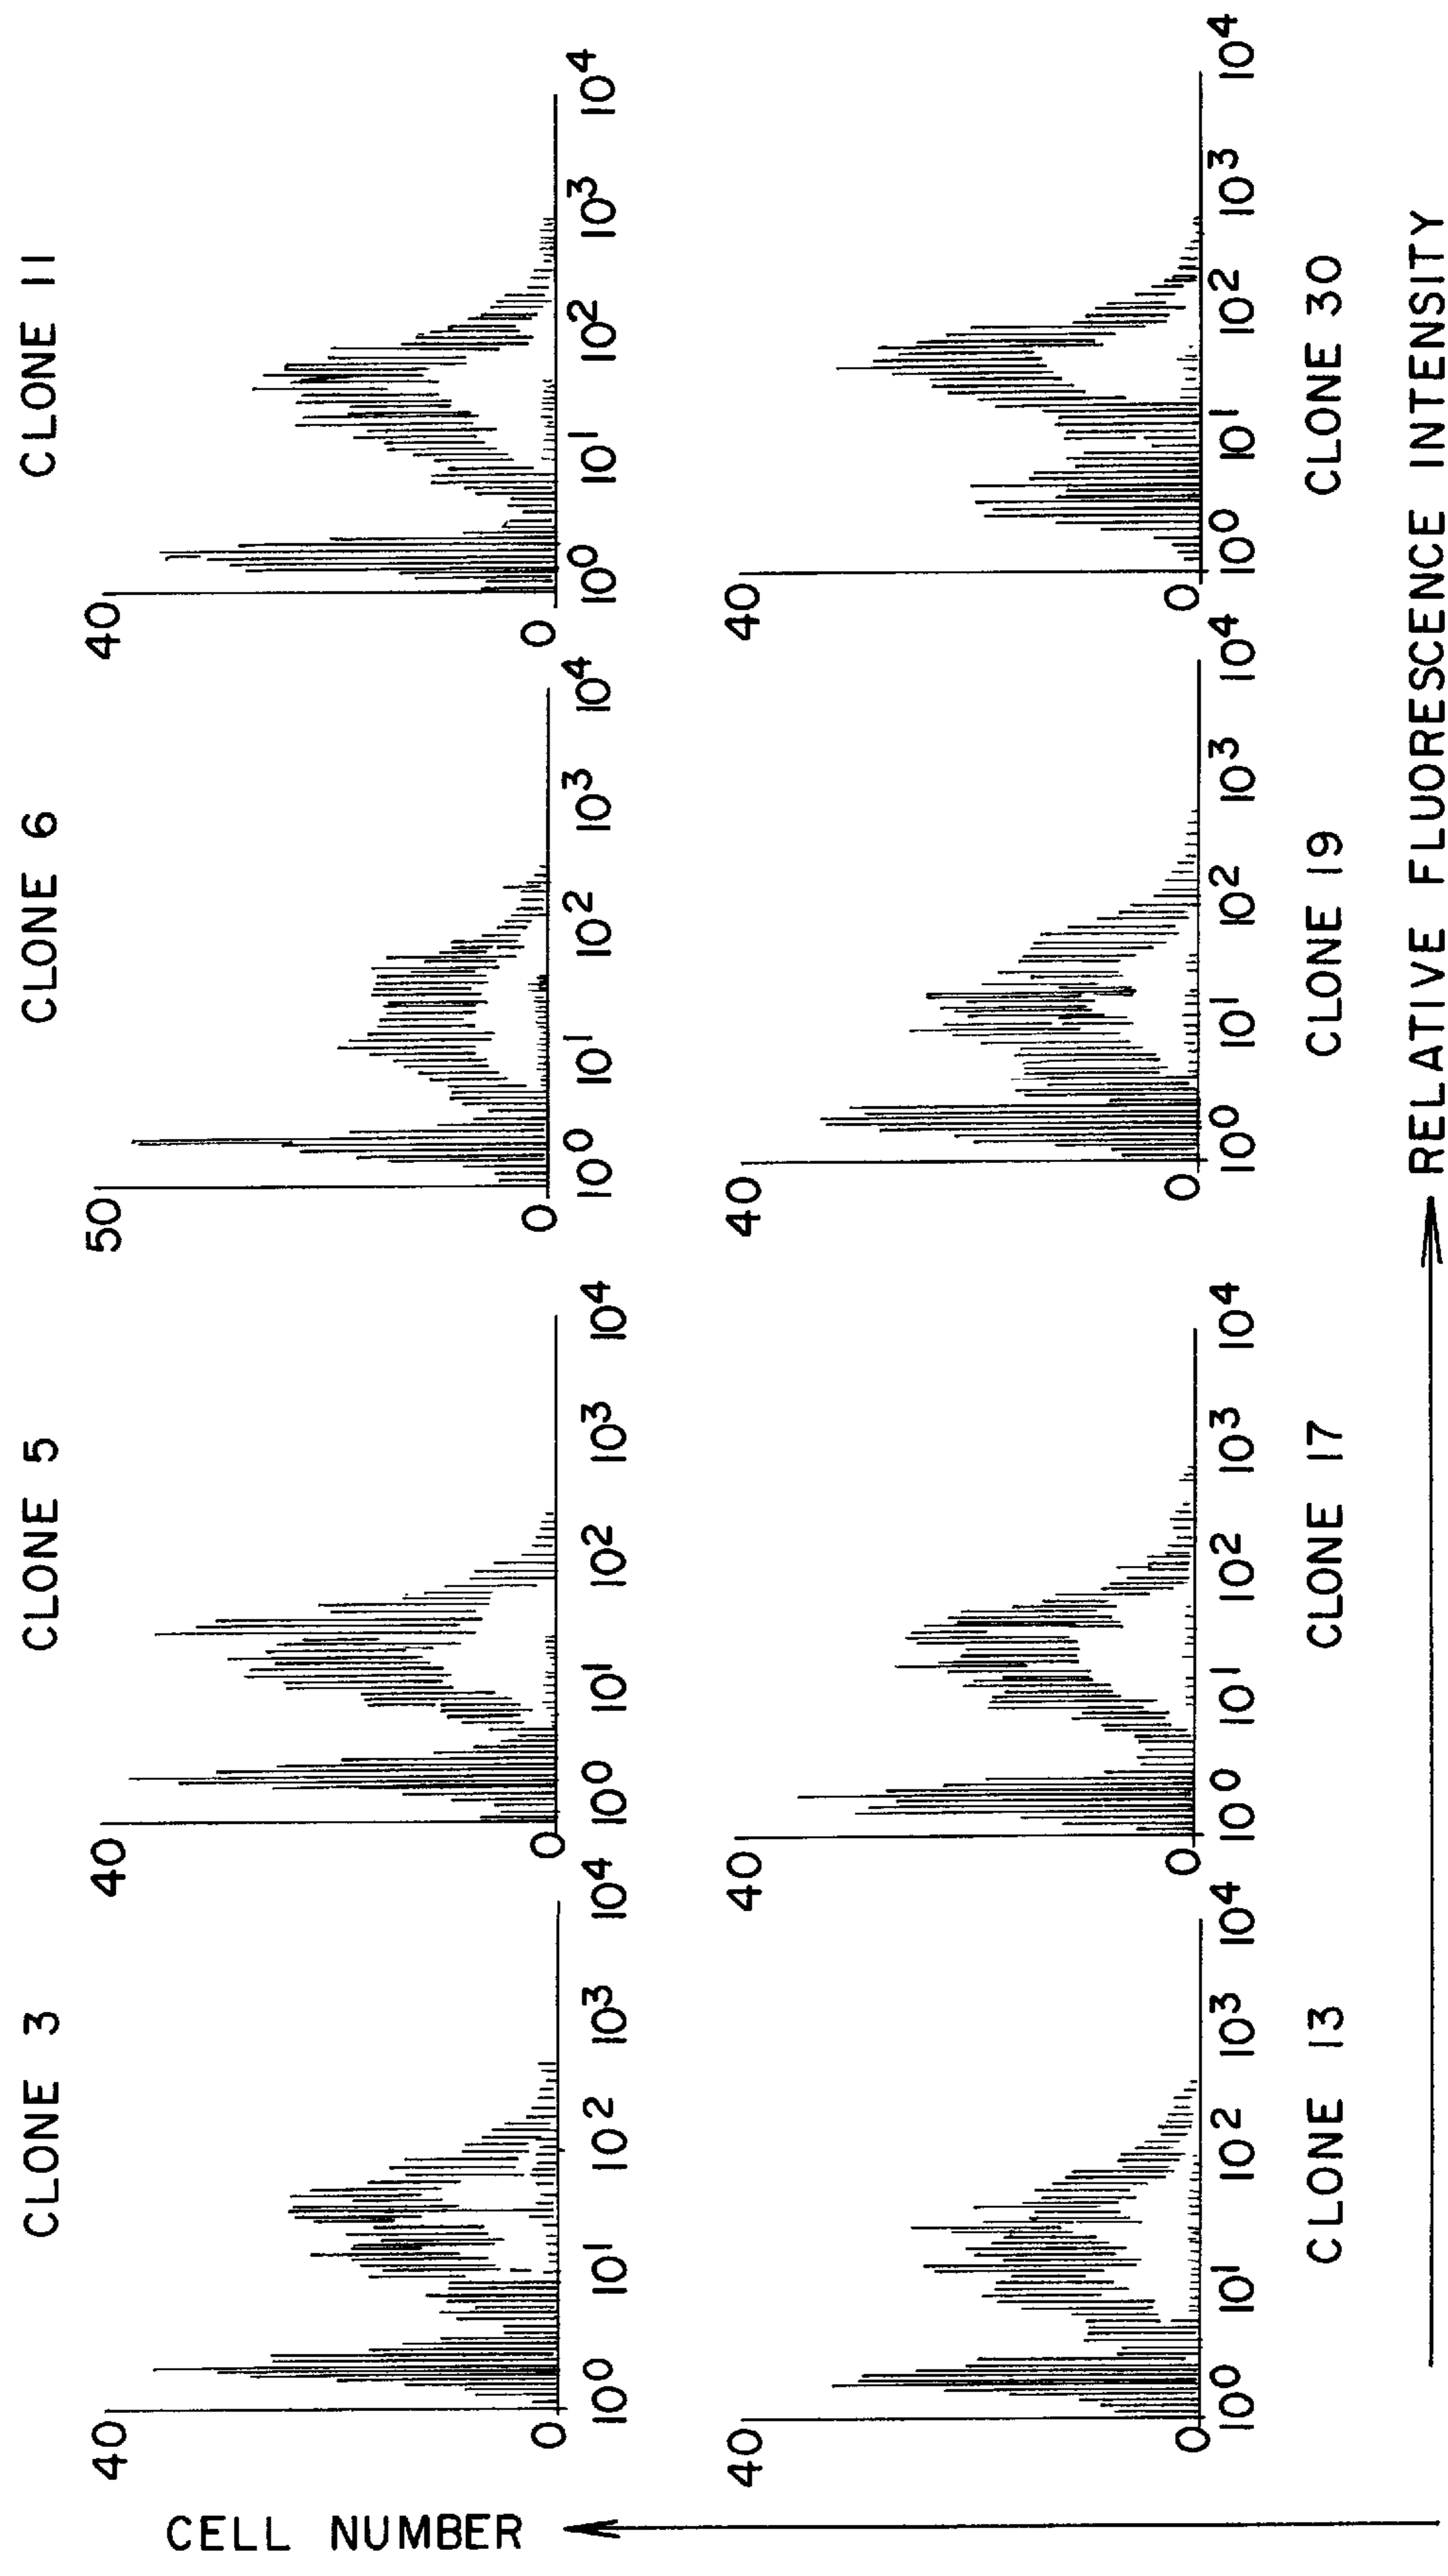 CLONE 3 CLONE 5 CLONE 6 CLONE 11
CELL NUMBER
40 40 50 40
0 0 0 0
10⁰ 10¹ 10² 10³ 10⁴ 10⁰ 10¹ 10² 10³ 10⁴ 10⁰ 10¹ 10² 10³ 10⁴ 10⁰ 10¹ 10² 10³ 10⁴
40 40 40 40
0 0 0 0
10⁰ 10¹ 10² 10³ 10⁴ 10⁰ 10¹ 10² 10³ 10⁴ 10⁰ 10¹ 10² 10³ 10⁴ 10⁰ 10¹ 10² 10³ 10⁴
CLONE 13 CLONE 17 CLONE 19 CLONE 30
RELATIVE FLUORESCENCE INTENSITY